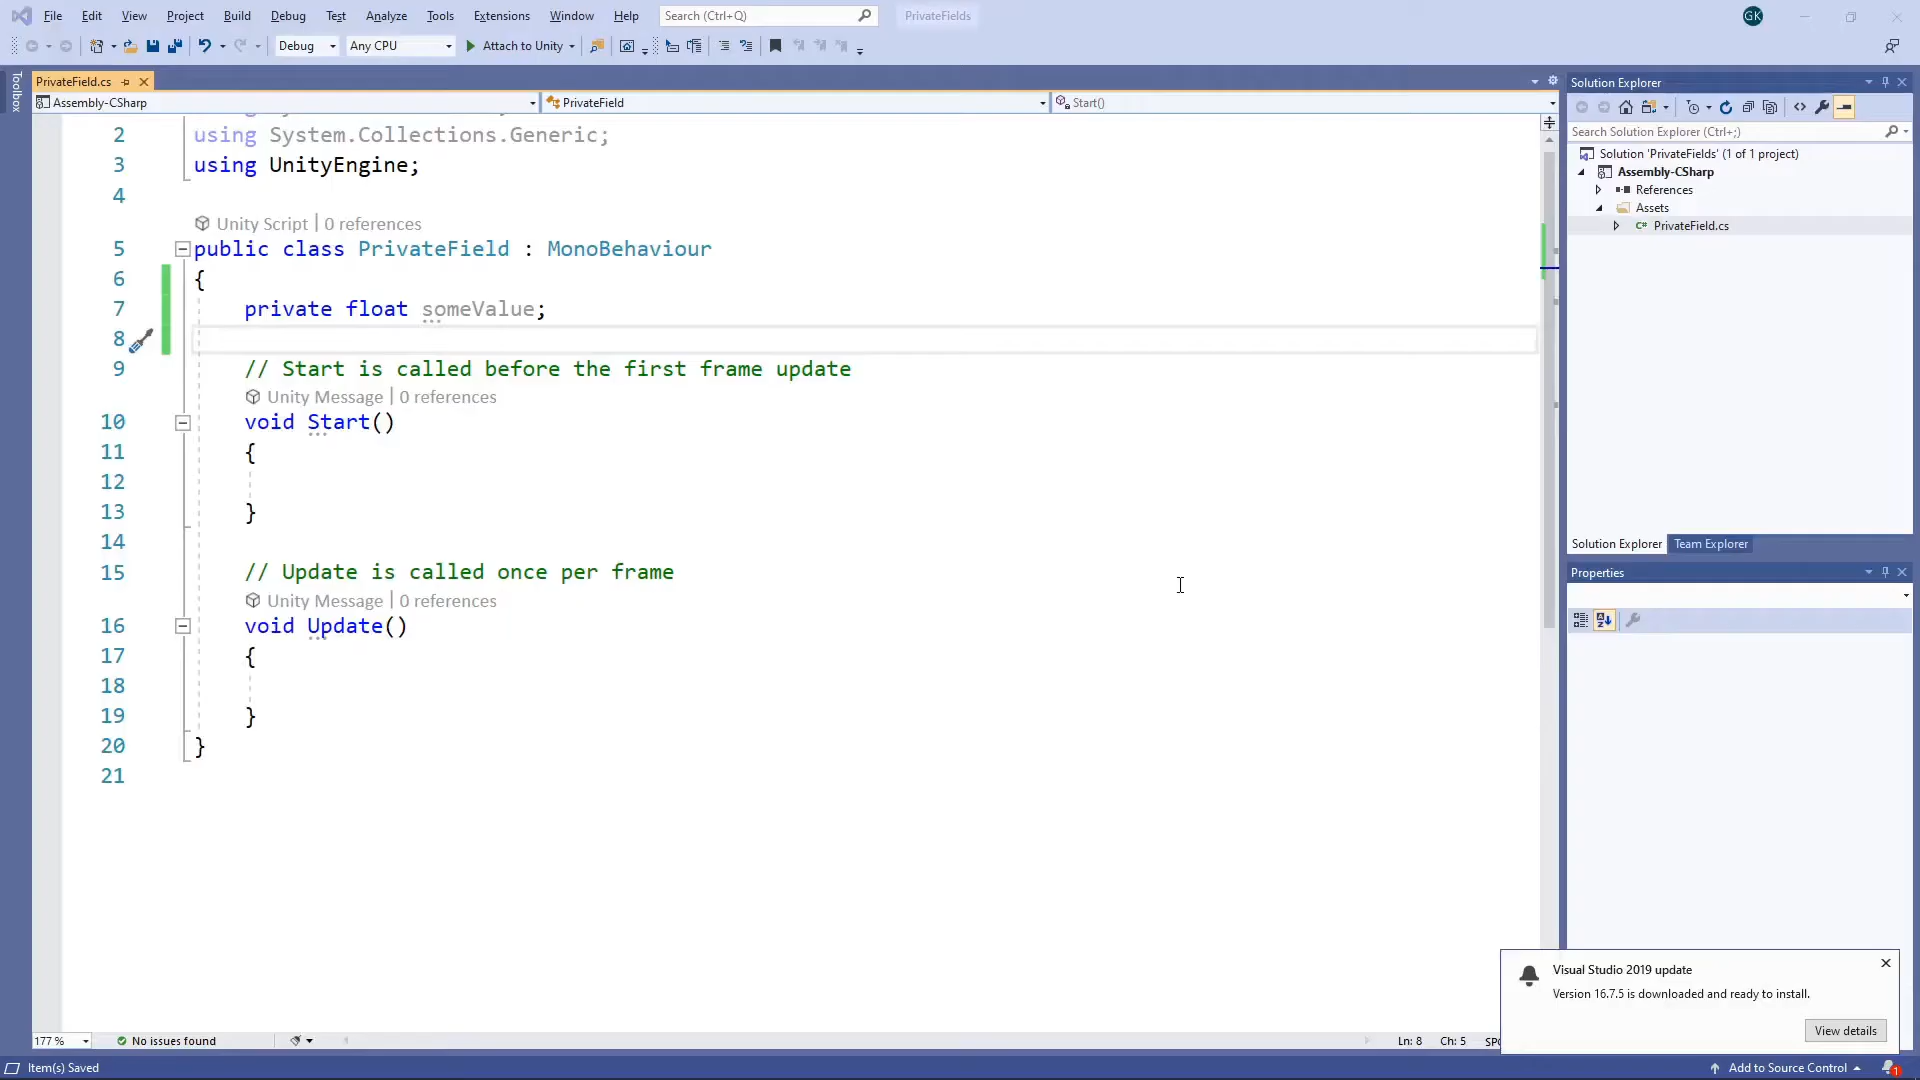 File Edit View Project Build Debug Test Analyze Tools Extensions Window Help Search (Ctrl+Q) PrivateFields GK
Debug Any CPU Attach to Unity
Toolbox
PrivateField.cs
Assembly-CSharp PrivateField Start()
2 using System.Collections.Generic;
3 using UnityEngine;
4
Unity Script | 0 references
5 public class PrivateField : MonoBehaviour
6 {
7 private float someValue;
8
9 // Start is called before the first frame update
Unity Message | 0 references
10 void Start()
11 {
12
13 }
14
15 // Update is called once per frame
Unity Message | 0 references
16 void Update()
17 {
18
19 }
20 }
21
177 % No issues found Ln: 8 Ch: 5
Item(s) Saved
Solution Explorer
Search Solution Explorer (Ctrl+;)
Solution 'PrivateFields' (1 of 1 project)
Assembly-CSharp
References
Assets
C# PrivateField.cs
Solution Explorer Team Explorer
Properties
Visual Studio 2019 update
Version 16.7.5 is downloaded and ready to install.
View details
Add to Source Control 1